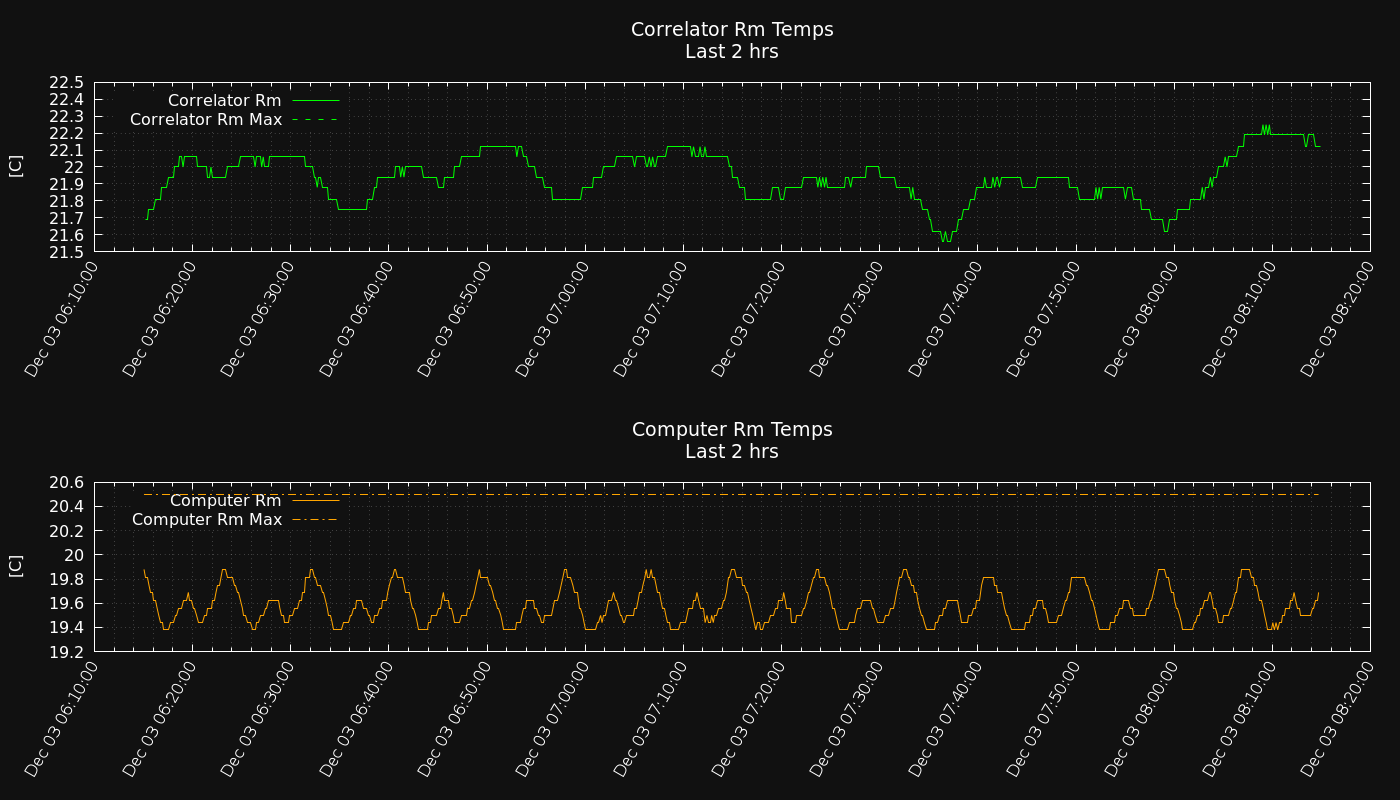 Correlator Rm Temps
Last 2 hrs
22.5
22.4
22.3
22.2
22.1
22
21.9
21.8
21.7
21.6
21.5
[C]
Correlator Rm
Correlator Rm Max
Dec 03 06:10:00
Dec 03 06:20:00
Dec 03 06:30:00
Dec 03 06:40:00
Dec 03 06:50:00
Dec 03 07:00:00
Dec 03 07:10:00
Dec 03 07:20:00
Dec 03 07:30:00
Dec 03 07:40:00
Dec 03 07:50:00
Dec 03 08:00:00
Dec 03 08:10:00
Dec 03 08:20:00
Computer Rm Temps
Last 2 hrs
20.6
20.4
20.2
20
19.8
19.6
19.4
19.2
[C]
Computer Rm
Computer Rm Max
Dec 03 06:10:00
Dec 03 06:20:00
Dec 03 06:30:00
Dec 03 06:40:00
Dec 03 06:50:00
Dec 03 07:00:00
Dec 03 07:10:00
Dec 03 07:20:00
Dec 03 07:30:00
Dec 03 07:40:00
Dec 03 07:50:00
Dec 03 08:00:00
Dec 03 08:10:00
Dec 03 08:20:00